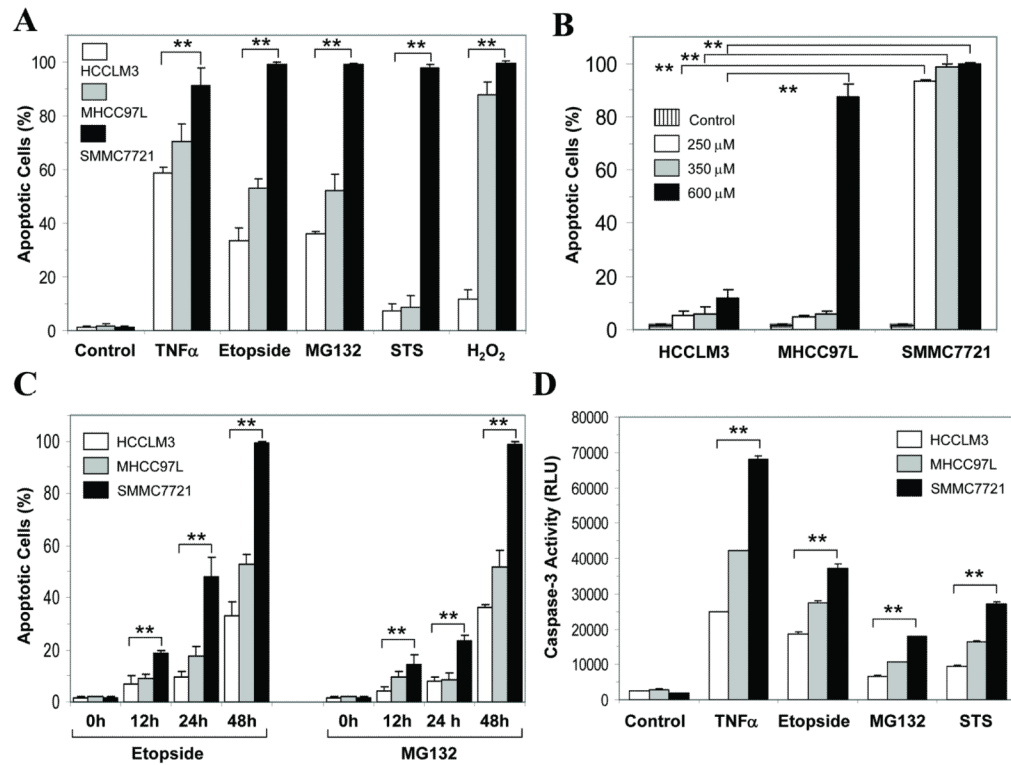 A
**
**
**
**
**
HCCLM3
MHCC97L
SMMC7721
Apoptotic Cells (%)
100
80
60
40
20
0
Control TNFα Etopside MG132 STS H₂O₂
B
**
**
**
**
Control
250 µM
350 µM
600 µM
Apoptotic Cells (%)
100
80
60
40
20
0
HCCLM3 MHCC97L SMMC7721
C
HCCLM3
MHCC97L
SMMC7721
**
**
**
**
**
**
Apoptotic Cells (%)
100
80
60
40
20
0
0h 12h 24h 48h 0h 12h 24 h 48h
Etopside MG132
D
HCCLM3
MHCC97L
SMMC7721
**
**
**
**
Caspase-3 Activity (RLU)
80000
70000
60000
50000
40000
30000
20000
10000
0
Control TNFα Etopside MG132 STS